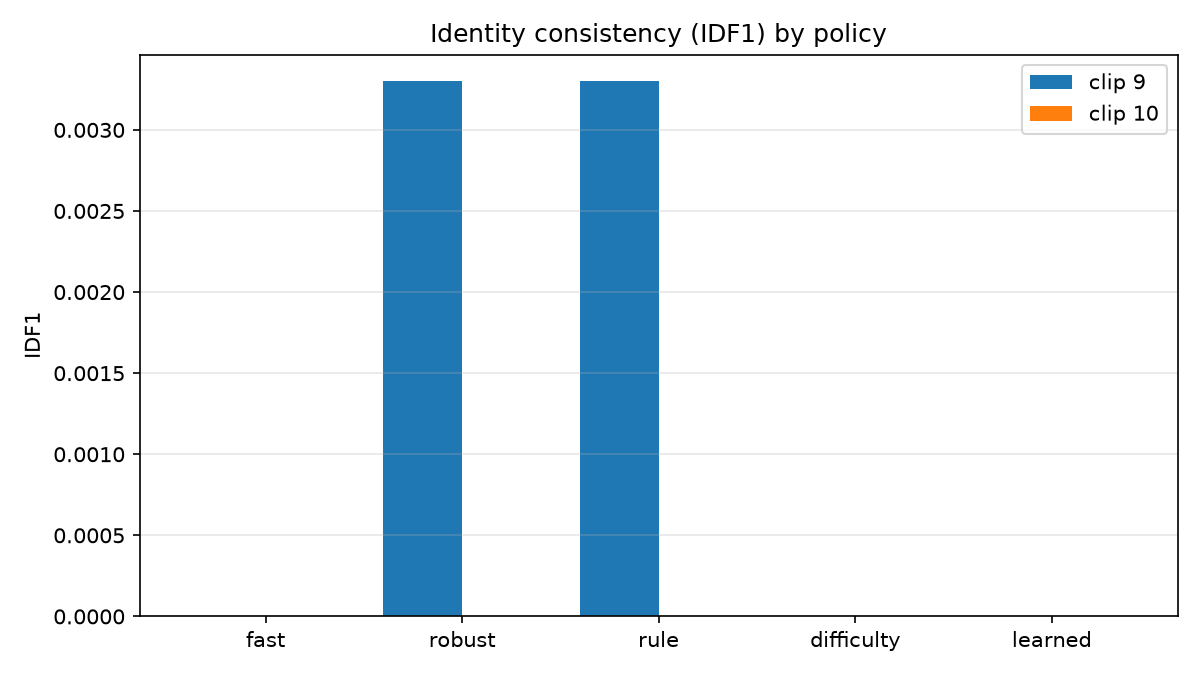 Identity consistency (IDF1) by policy
clip 9
clip 10
IDF1
0.0030
0.0025
0.0020
0.0015
0.0010
0.0005
0.0000
fast robust rule difficulty learned